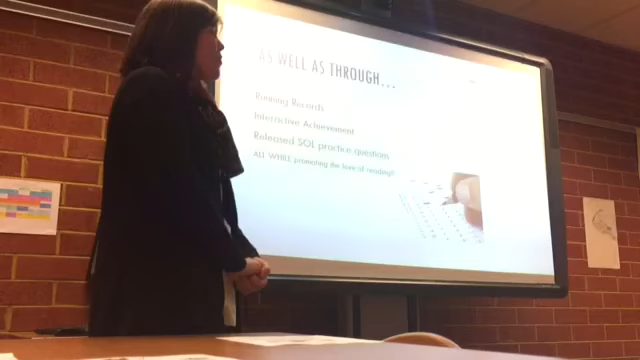 AS WELL AS THROUGH...
Running Records
Interactive Achievement
Released SOL practice questions
ALL WHILE promoting the love of reading!!